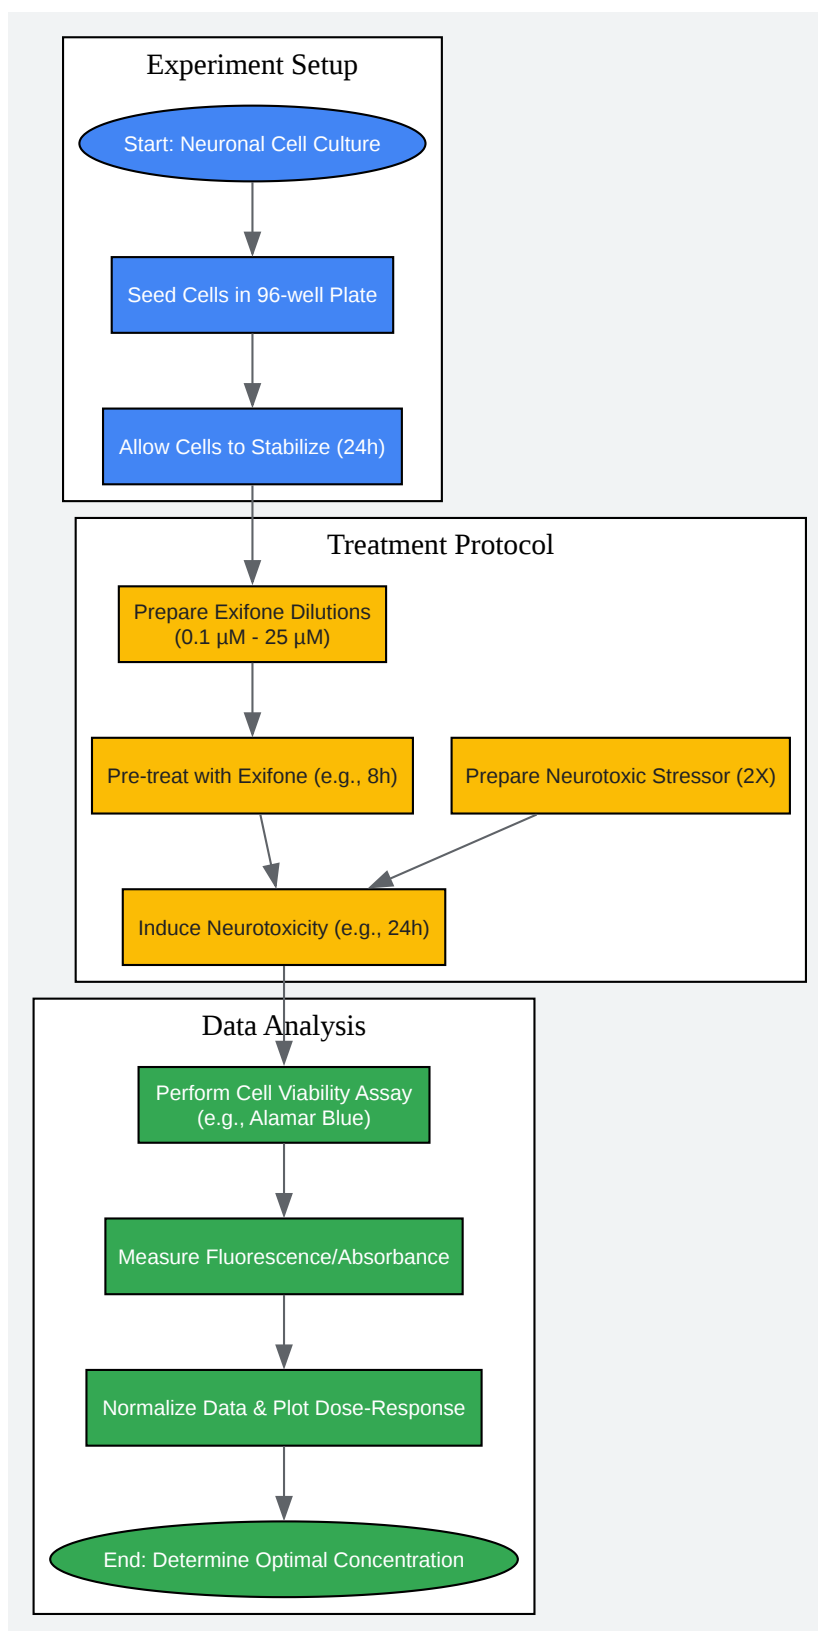 Experiment Setup
Start: Neuronal Cell Culture
Seed Cells in 96-well Plate
Allow Cells to Stabilize (24h)
Treatment Protocol
Prepare Exifone Dilutions
(0.1 µM - 25 µM)
Pre-treat with Exifone (e.g., 8h)
Prepare Neurotoxic Stressor (2X)
Induce Neurotoxicity (e.g., 24h)
Data Analysis
Perform Cell Viability Assay
(e.g., Alamar Blue)
Measure Fluorescence/Absorbance
Normalize Data & Plot Dose-Response
End: Determine Optimal Concentration